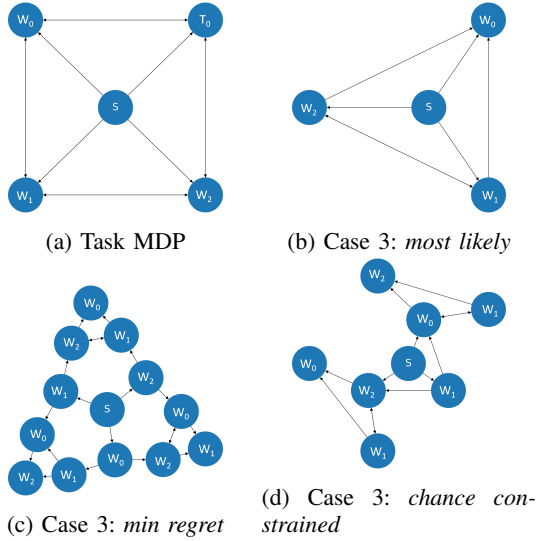 W₀ T₀
S
W₁ W₂
(a) Task MDP
W₀
W₂ S
W₁
(b) Case 3: most likely
W₀
W₂ W₁
W₂
W₁
S W₀
W₀
W₀ W₂ W₁
W₂ W₁
(c) Case 3: min regret
W₂
W₁
W₀
W₀ S
W₂ W₁
W₁
(d) Case 3: chance con-
strained